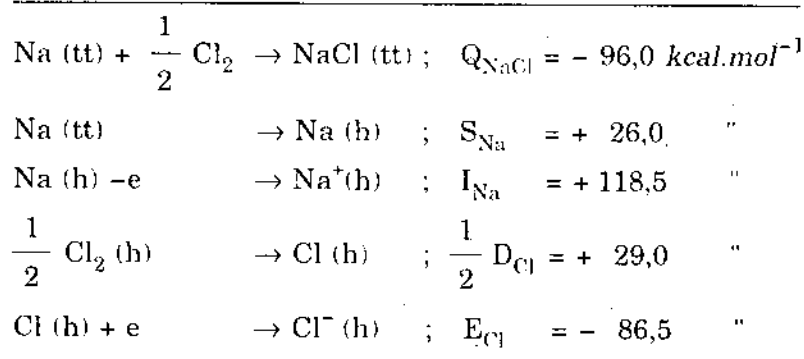 Na (tt) + 1/2 Cl₂ → NaCl (tt) ; Q_NaCl = − 96,0 kcal.mol⁻¹
Na (tt) → Na (h) ; S_Na = + 26,0 "
Na (h) −e → Na⁺(h) ; I_Na = + 118,5 "
1/2 Cl₂ (h) → Cl (h) ; 1/2 D_Cl = + 29,0 "
Cl (h) + e → Cl⁻ (h) ; E_Cl = − 86,5 "